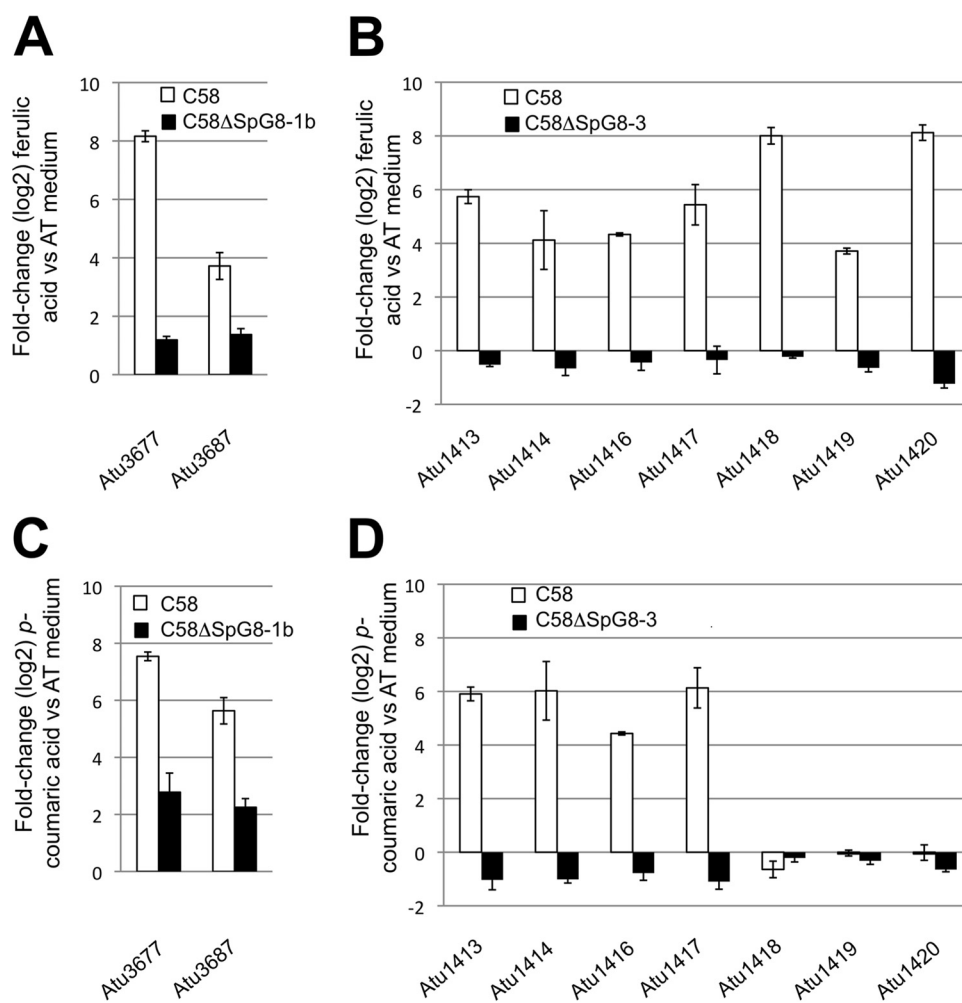 A
Fold-change (log2) ferulic
acid vs AT medium
10
8
6
4
2
0
C58
C58ΔSpG8-1b
Atu3677
Atu3687
B
Fold-change (log2) ferulic
acid vs AT medium
10
8
6
4
2
0
-2
C58
C58ΔSpG8-3
Atu1413
Atu1414
Atu1416
Atu1417
Atu1418
Atu1419
Atu1420
C
Fold-change (log2) p-
coumaric acid vs AT medium
10
8
6
4
2
0
C58
C58ΔSpG8-1b
Atu3677
Atu3687
D
Fold-change (log2) p-
coumaric acid vs AT medium
10
8
6
4
2
0
-2
C58
C58ΔSpG8-3
Atu1413
Atu1414
Atu1416
Atu1417
Atu1418
Atu1419
Atu1420